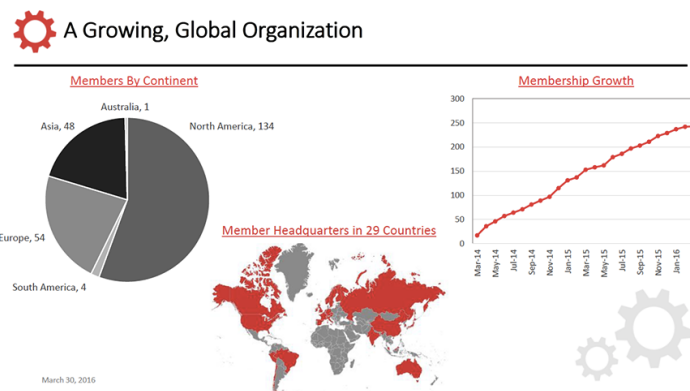 A Growing, Global Organization
Members By Continent
Australia, 1
Asia, 48
North America, 134
Europe, 54
South America, 4
Member Headquarters in 29 Countries
Membership Growth
300
250
200
150
100
50
0
Mar-14
May-14
Jul-14
Sep-14
Nov-14
Jan-15
Mar-15
May-15
Jul-15
Sep-15
Nov-15
Jan-16
March 30, 2016